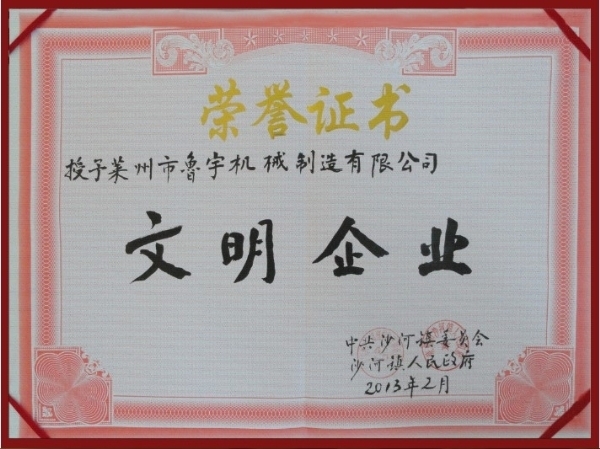 荣誉证书
授予莱州市鲁宇机械制造有限公司
文明企业
中共沙河镇委员会
沙河镇人民政府
2013年2月